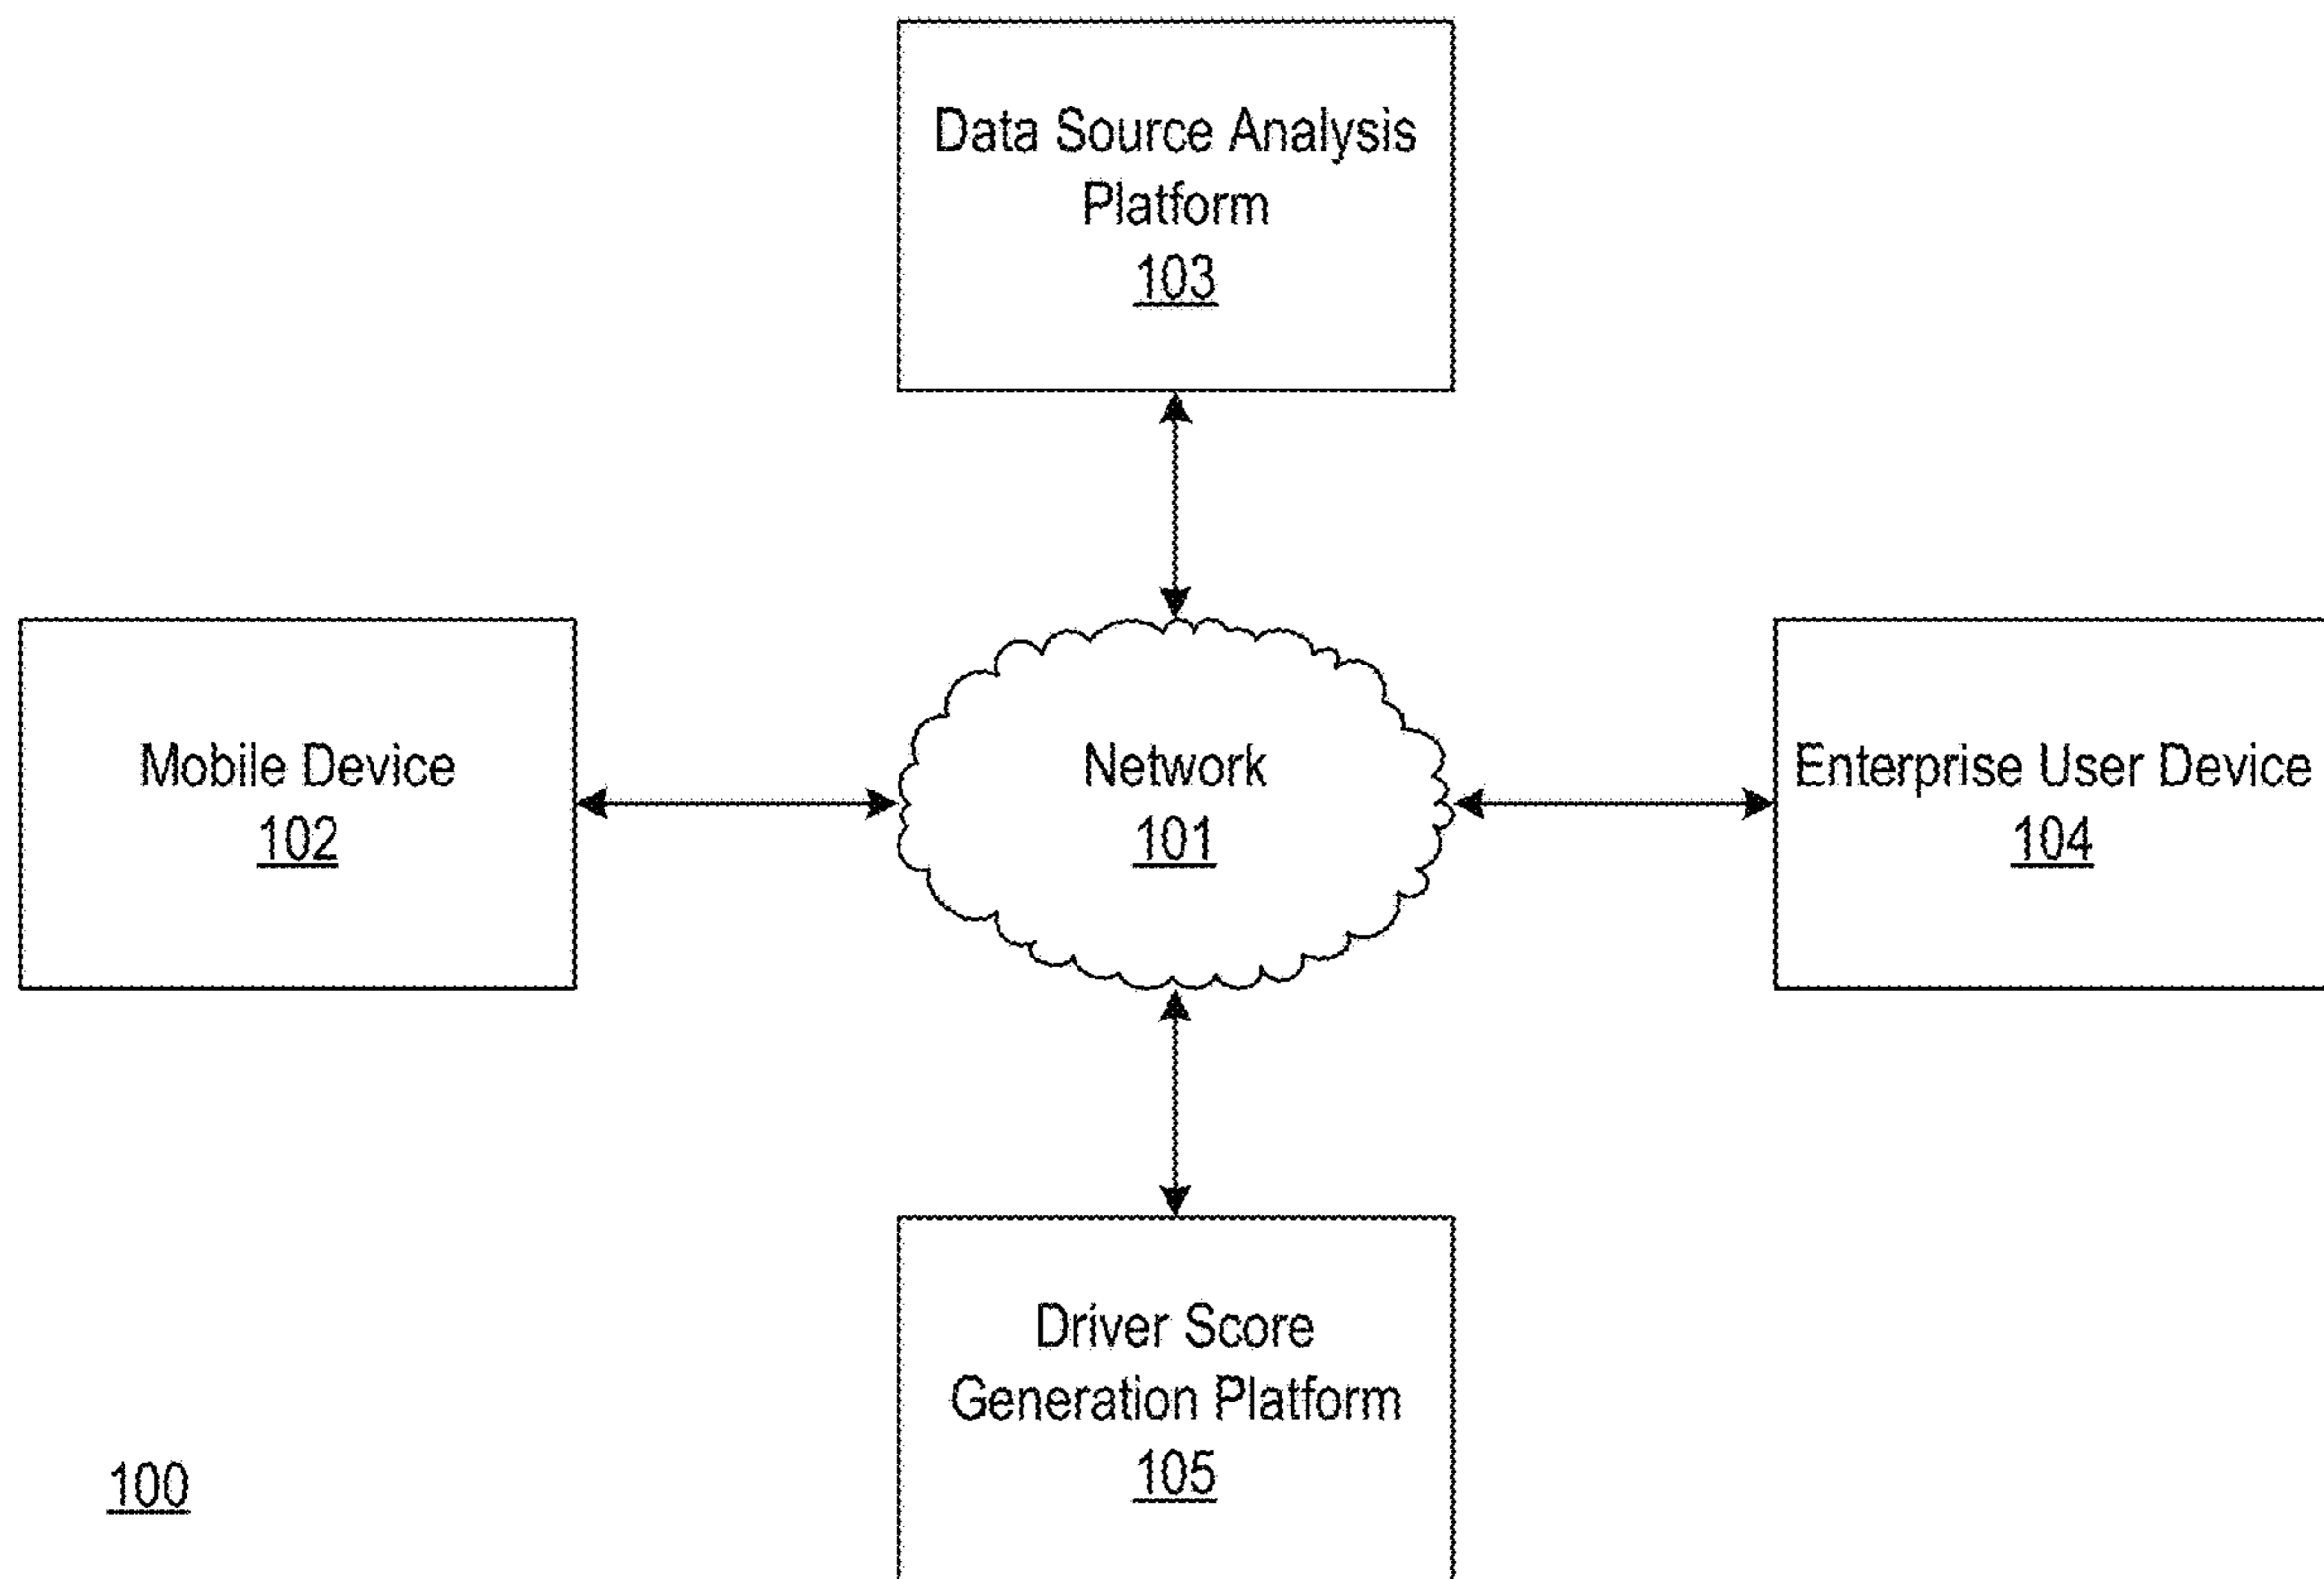 Data Source Analysis
Platform
103
Mobile Device
102
Network
101
Enterprise User Device
104
Driver Score
Generation Platform
105
100